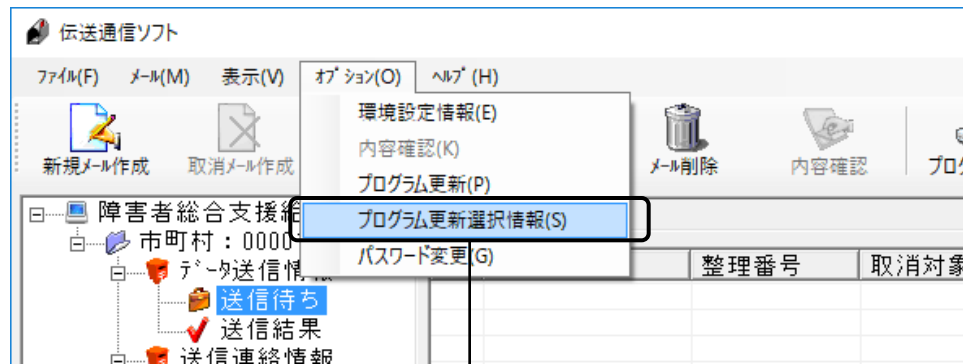 伝送通信ソフト
ファイル(F) メール(M) 表示(V) オプション(O) ヘルプ(H)
環境設定情報(E)
内容確認(K)
プログラム更新(P)
プログラム更新選択情報(S)
パスワード変更(G)
新規メール作成 取消メール作成 メール削除 内容確認
障害者総合支援給
市町村:0000
データ送信情
送信待ち
送信結果
送信連絡情報
整理番号 取消対象